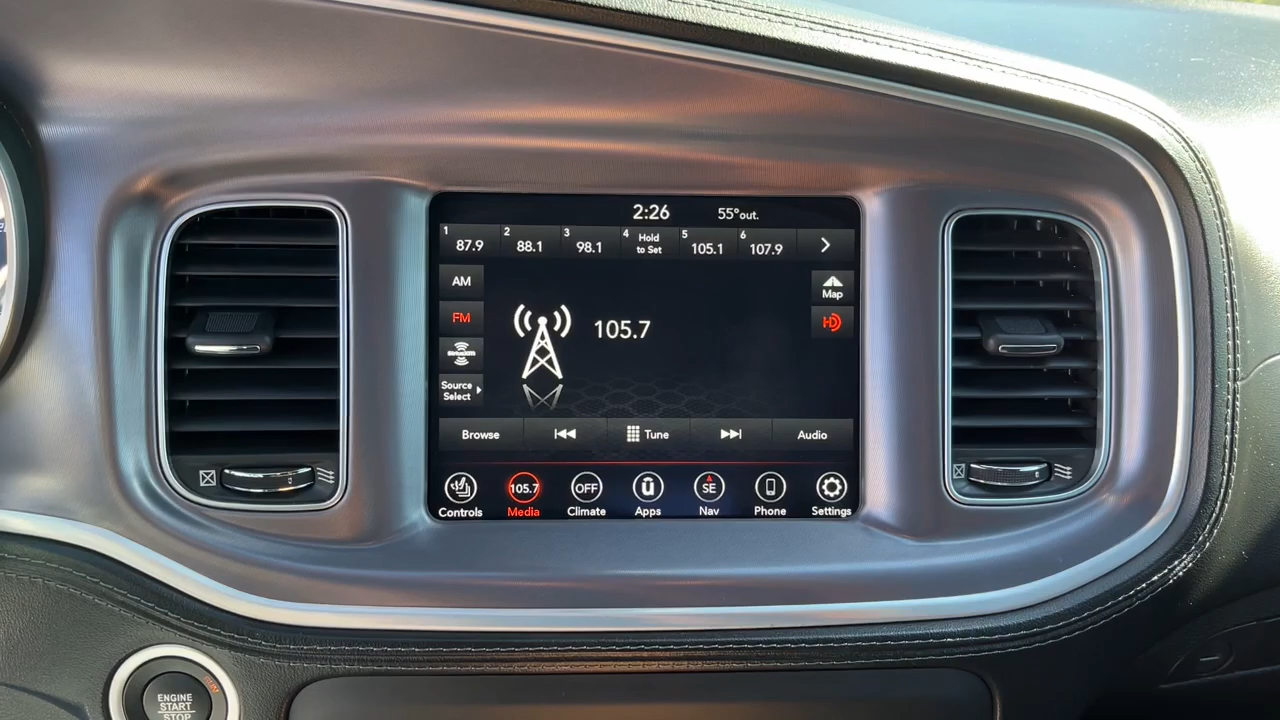 2:26 55°out.
1 87.9 2 88.1 3 98.1 4 Hold to Set 5 105.1 6 107.9
AM
Map
FM
HD
105.7
SiriusXM
Source
Select
Browse Tune Audio
105.7 OFF SE
Controls Media Climate Apps Nav Phone Settings
ENGINE
START
STOP